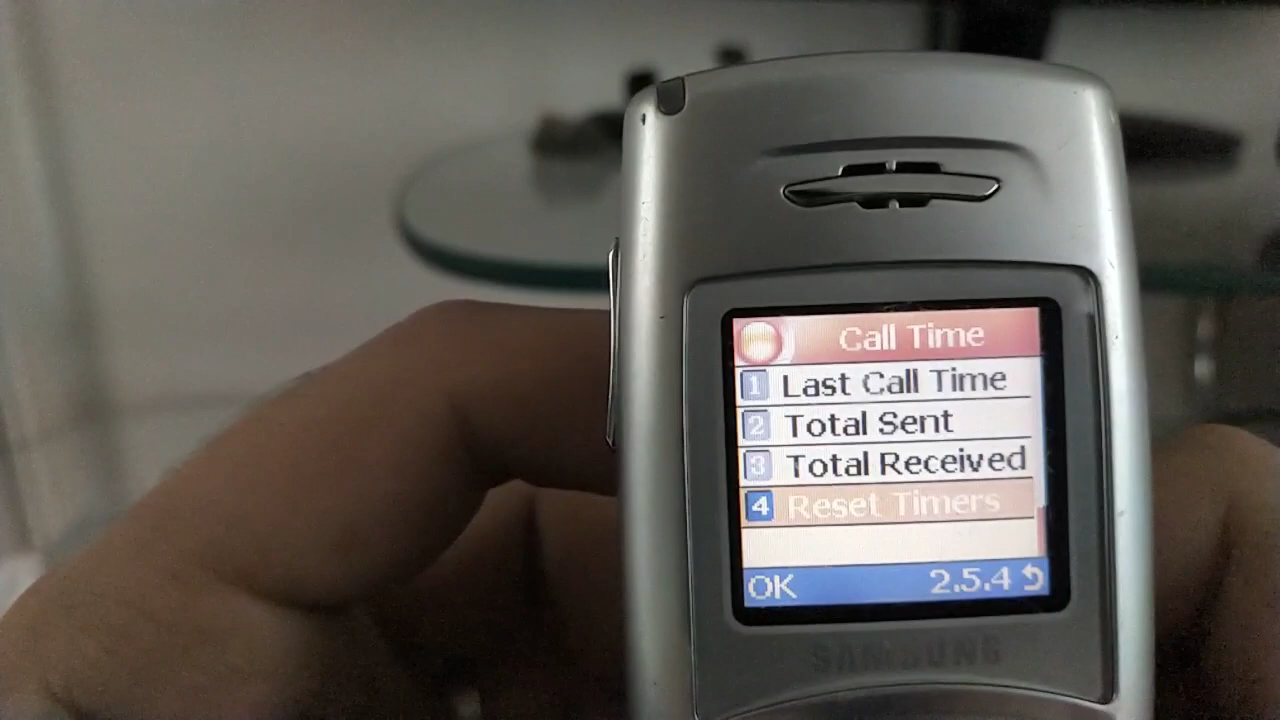 Call Time
1 Last Call Time
2 Total Sent
3 Total Received
4 Reset Timers
OK 2.5.4
SAMSUNG